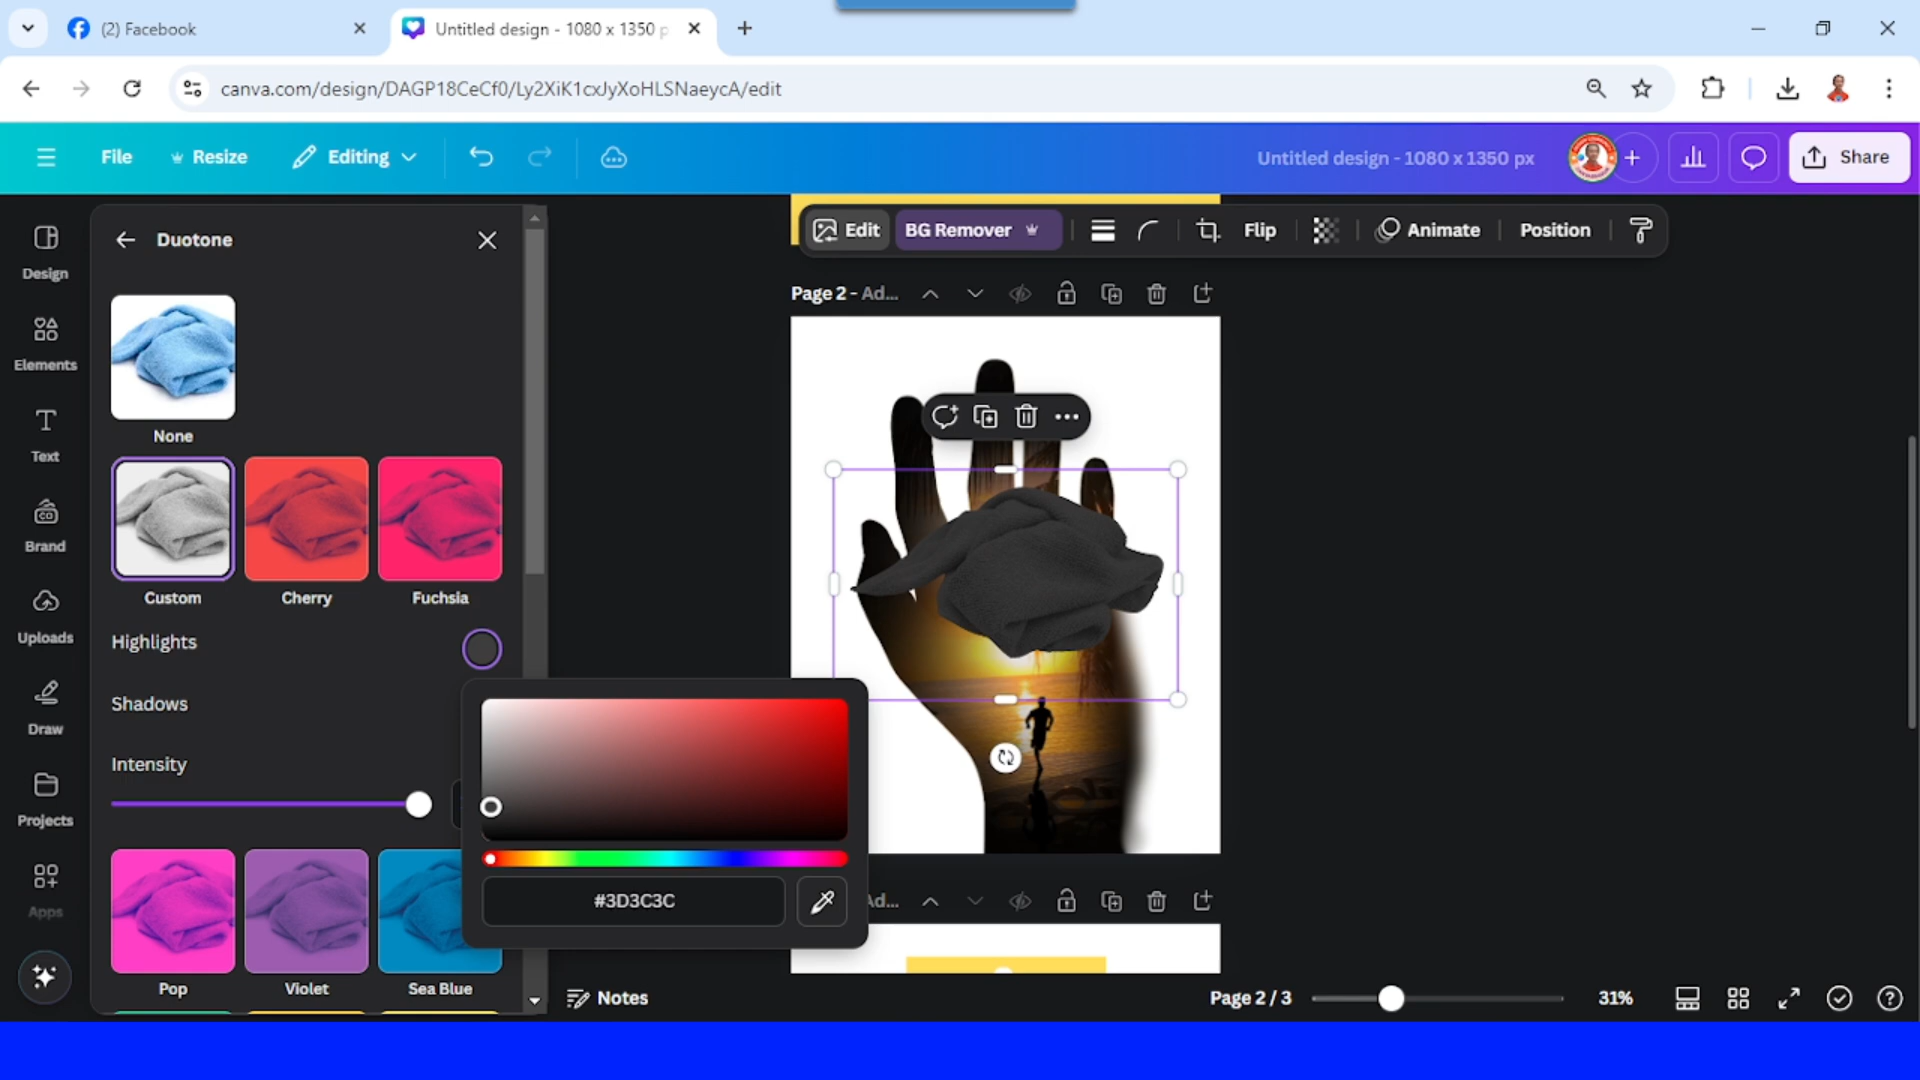 (2) Facebook
Untitled design - 1080 x 1350 p
canva.com/design/DAGP18CeCf0/Ly2XiK1cxJyXoHLSNaeycA/edit
File
Resize
Editing
Untitled design - 1080 x 1350 px
Share
Design
Elements
Text
Brand
Uploads
Draw
Projects
Apps
Duotone
None
Custom
Cherry
Fuchsia
Highlights
Shadows
Intensity
Pop
Violet
Sea Blue
#3D3C3C
Edit
BG Remover
Flip
Animate
Position
Page 2 - Ad...
Ad...
Notes
Page 2 / 3
31%